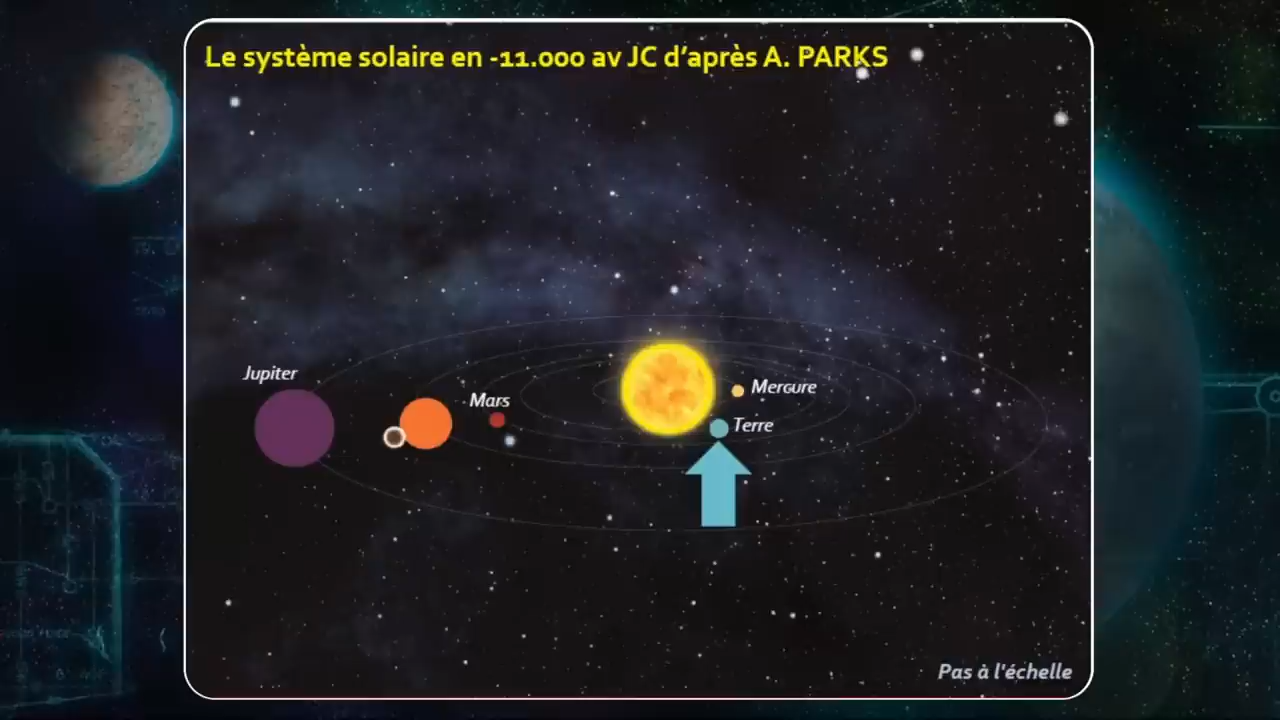 Le système solaire en -11.000 av JC d’après A. PARKS
Jupiter
Mars
Mercure
Terre
Pas à l'échelle